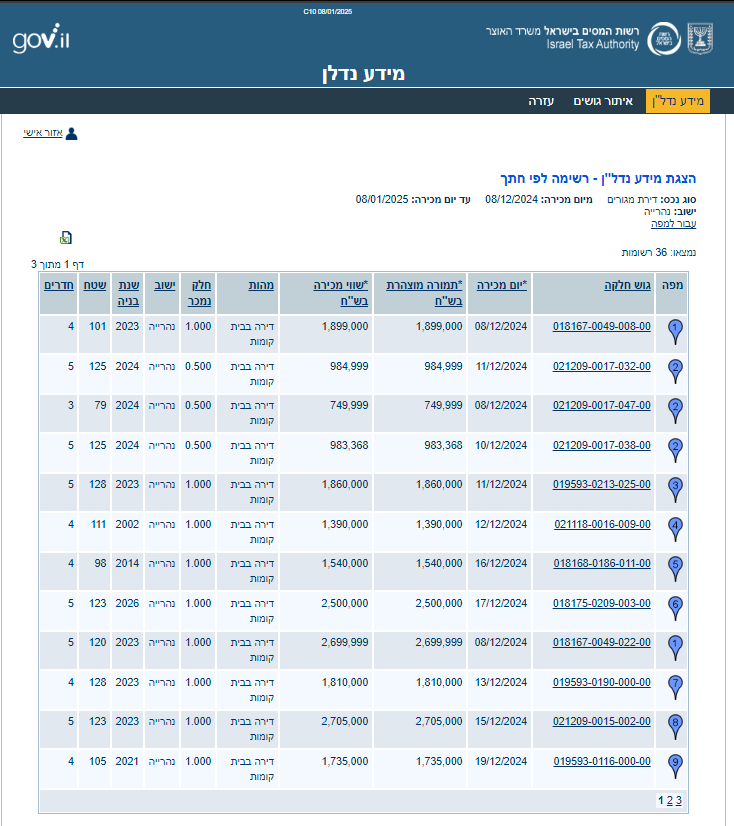 C10 08/01/2025
gov.il
רשות המסים בישראל משרד האוצר
Israel Tax Authority
מידע נדלן
מידע נדל"ן איתור גושים עזרה
אזור אישי
הצגת מידע נדל"ן - רשימה לפי חתך
סוג נכס: דירת מגורים מיום מכירה: 08/12/2024 עד יום מכירה: 08/01/2025
ישוב: נהרייה
עבור למפה
נמצאו: 36 רשומות
דף 1 מתוך 3
מפה גוש חלקה *יום מכירה *תמורה מוצהרת בש"ח *שווי מכירה בש"ח מהות חלק נמכר ישוב שנת בניה שטח חדרים
1 018167-0049-008-00 08/12/2024 1,899,000 1,899,000 דירה בבית קומות 1.000 נהרייה 2023 101 4
2 021209-0017-032-00 11/12/2024 984,999 984,999 דירה בבית קומות 0.500 נהרייה 2024 125 5
2 021209-0017-047-00 08/12/2024 749,999 749,999 דירה בבית קומות 0.500 נהרייה 2024 79 3
2 021209-0017-038-00 10/12/2024 983,368 983,368 דירה בבית קומות 0.500 נהרייה 2024 125 5
3 019593-0213-025-00 11/12/2024 1,860,000 1,860,000 דירה בבית קומות 1.000 נהרייה 2023 128 5
4 021118-0016-009-00 12/12/2024 1,390,000 1,390,000 דירה בבית קומות 1.000 נהרייה 2002 111 4
5 018168-0186-011-00 16/12/2024 1,540,000 1,540,000 דירה בבית קומות 1.000 נהרייה 2014 98 4
6 018175-0209-003-00 17/12/2024 2,500,000 2,500,000 דירה בבית קומות 1.000 נהרייה 2026 123 5
1 018167-0049-022-00 08/12/2024 2,699,999 2,699,999 דירה בבית קומות 1.000 נהרייה 2023 120 5
7 019593-0190-000-00 13/12/2024 1,810,000 1,810,000 דירה בבית קומות 1.000 נהרייה 2023 128 4
8 021209-0015-002-00 15/12/2024 2,705,000 2,705,000 דירה בבית קומות 1.000 נהרייה 2023 123 5
9 019593-0116-000-00 19/12/2024 1,735,000 1,735,000 דירה בבית קומות 1.000 נהרייה 2021 105 4
1 2 3